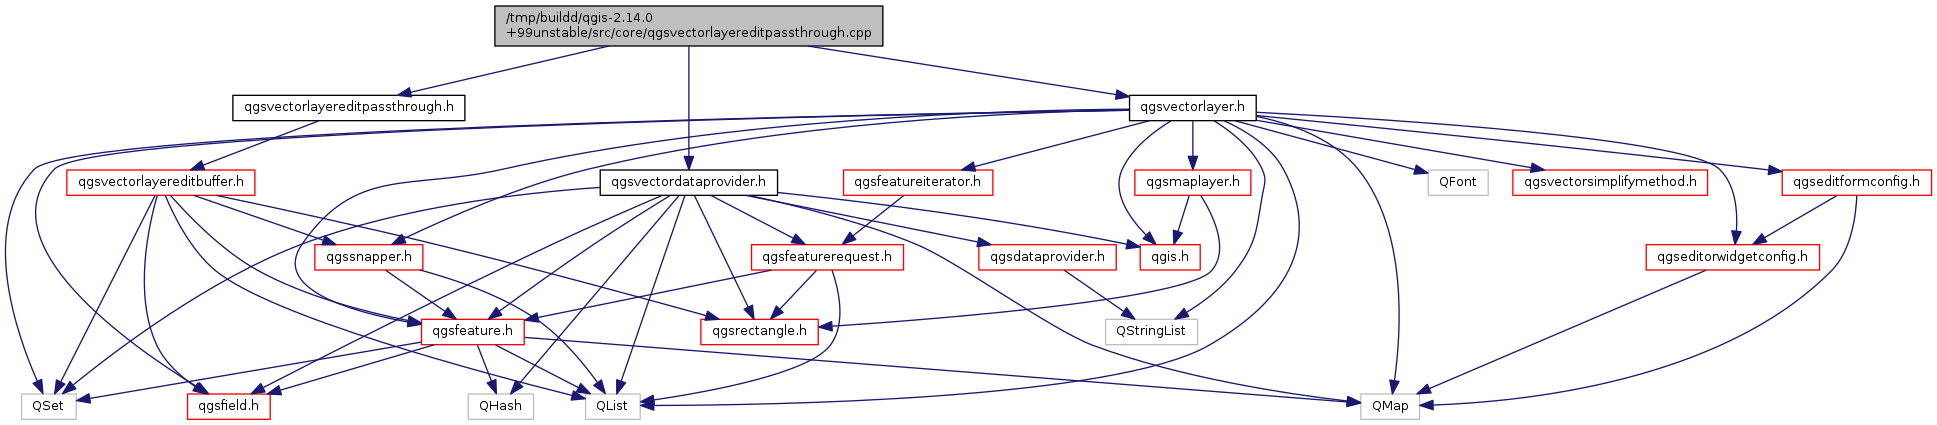 /tmp/buildd/qgis-2.14.0
+99unstable/src/core/qgsvectorlayereditpassthrough.cpp
qgsvectorlayereditpassthrough.h
qgsvectorlayer.h
qgsvectorlayereditbuffer.h
qgsvectordataprovider.h
qgsfeatureiterator.h
qgsmaplayer.h
QFont
qgsvectorsimplifymethod.h
qgseditformconfig.h
qgssnapper.h
qgsfeaturerequest.h
qgsdataprovider.h
qgis.h
qgseditorwidgetconfig.h
qgsfeature.h
qgsrectangle.h
QStringList
QSet
qgsfield.h
QHash
QList
QMap